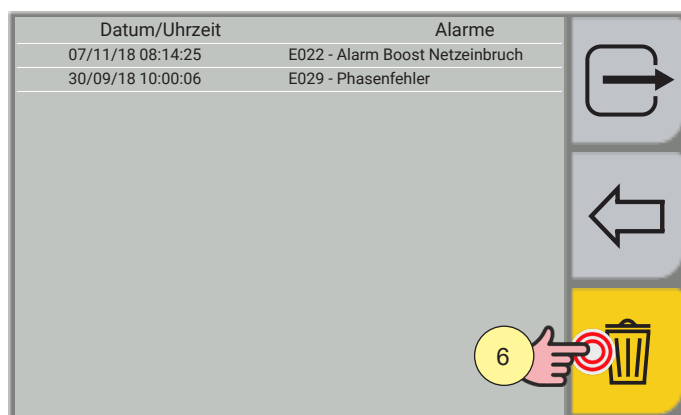 Datum/Uhrzeit Alarme
07/11/18 08:14:25 E022 - Alarm Boost Netzeinbruch
30/09/18 10:00:06 E029 - Phasenfehler
6